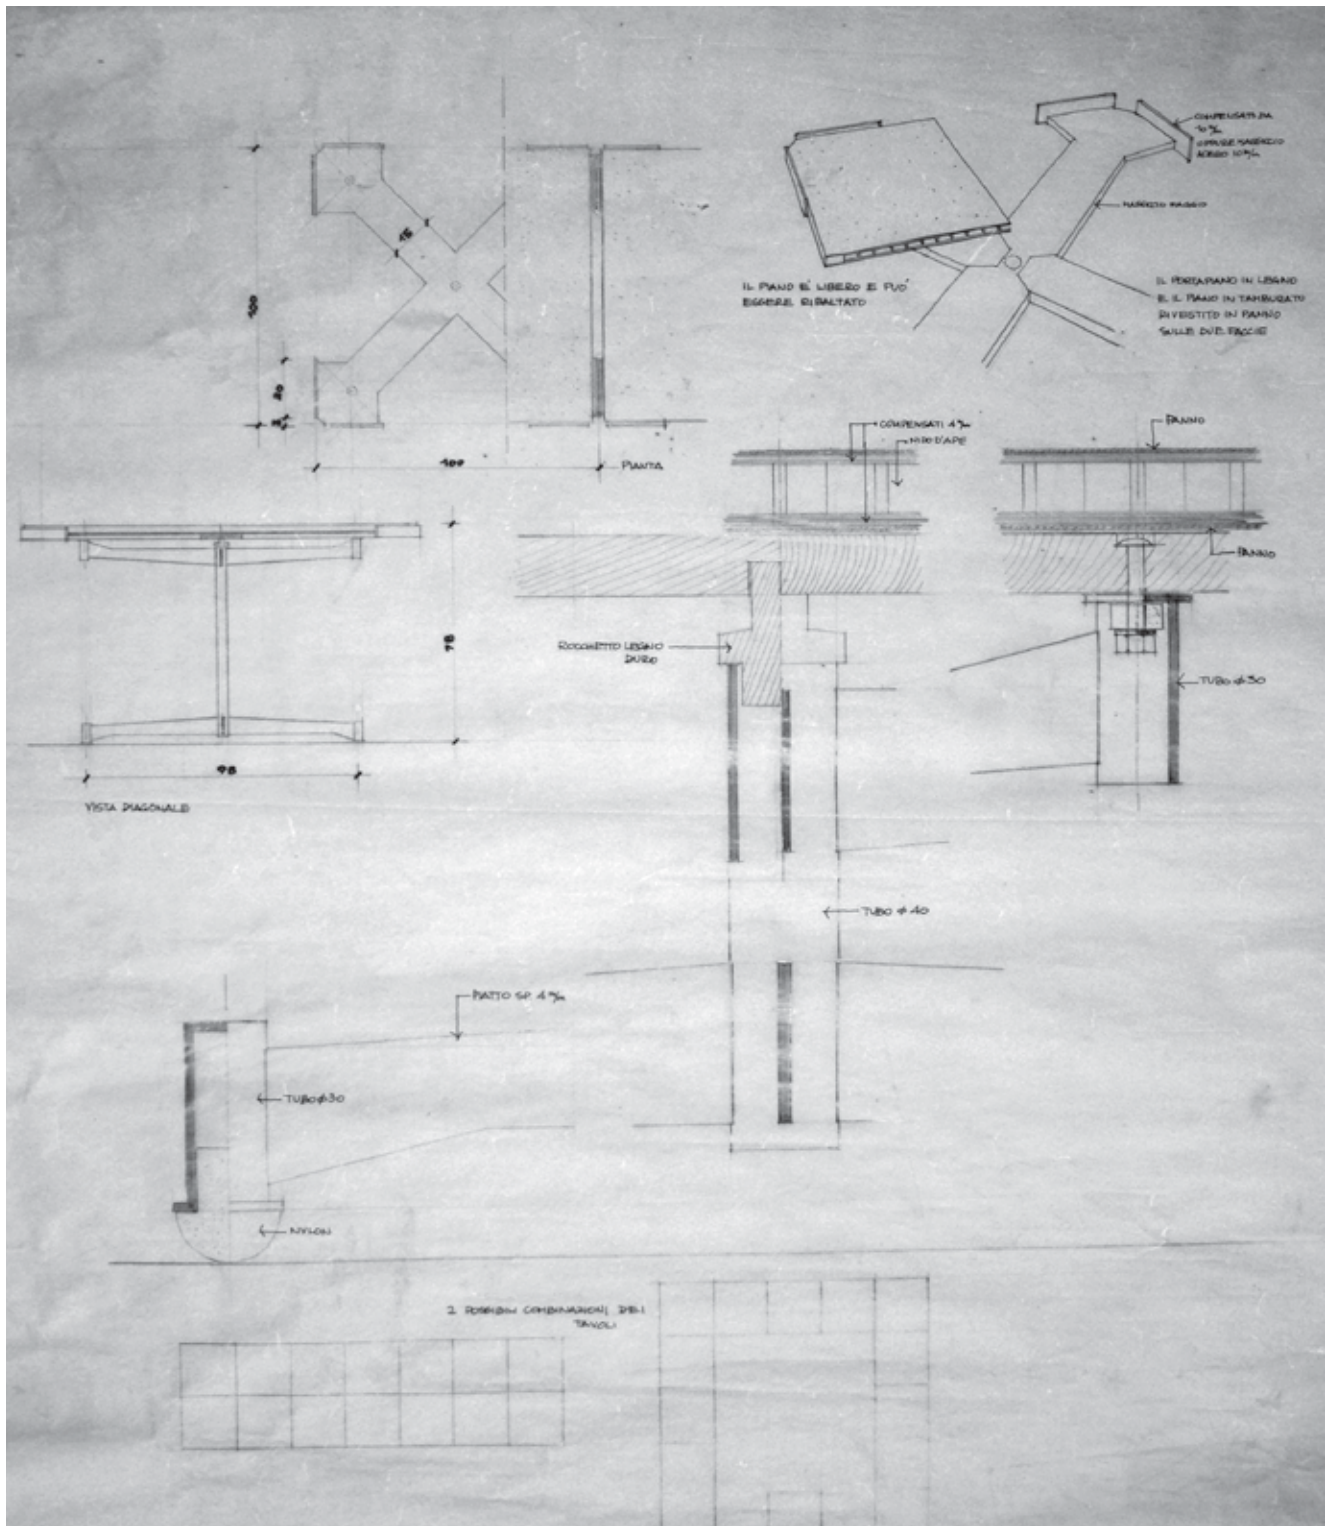 COMPENSATI DA
10 m/m
OPPURE MASSICCIO
ACERO 10 m/m
MASSICCIO FAGGIO
IL PIANO E' LIBERO E PUO'
ESSERE RIBALTATO
IL PORTAPIANO IN LEGNO
E IL PIANO IN TAMBURATO
RIVESTITO IN PANNO
SULLE DUE FACCIE
15
100
20
100
PIANTA
COMPENSATI 4 m/m
NIDO D'APE
PANNO
PANNO
ROCCHETTO LEGNO
DURO
TUBO ø 30
78
98
VISTA DIAGONALE
TUBO ø 40
PIATTO SP. 4 m/m
TUBO ø 30
NYLON
2 POSSIBILI COMBINAZIONI DEI
TAVOLI